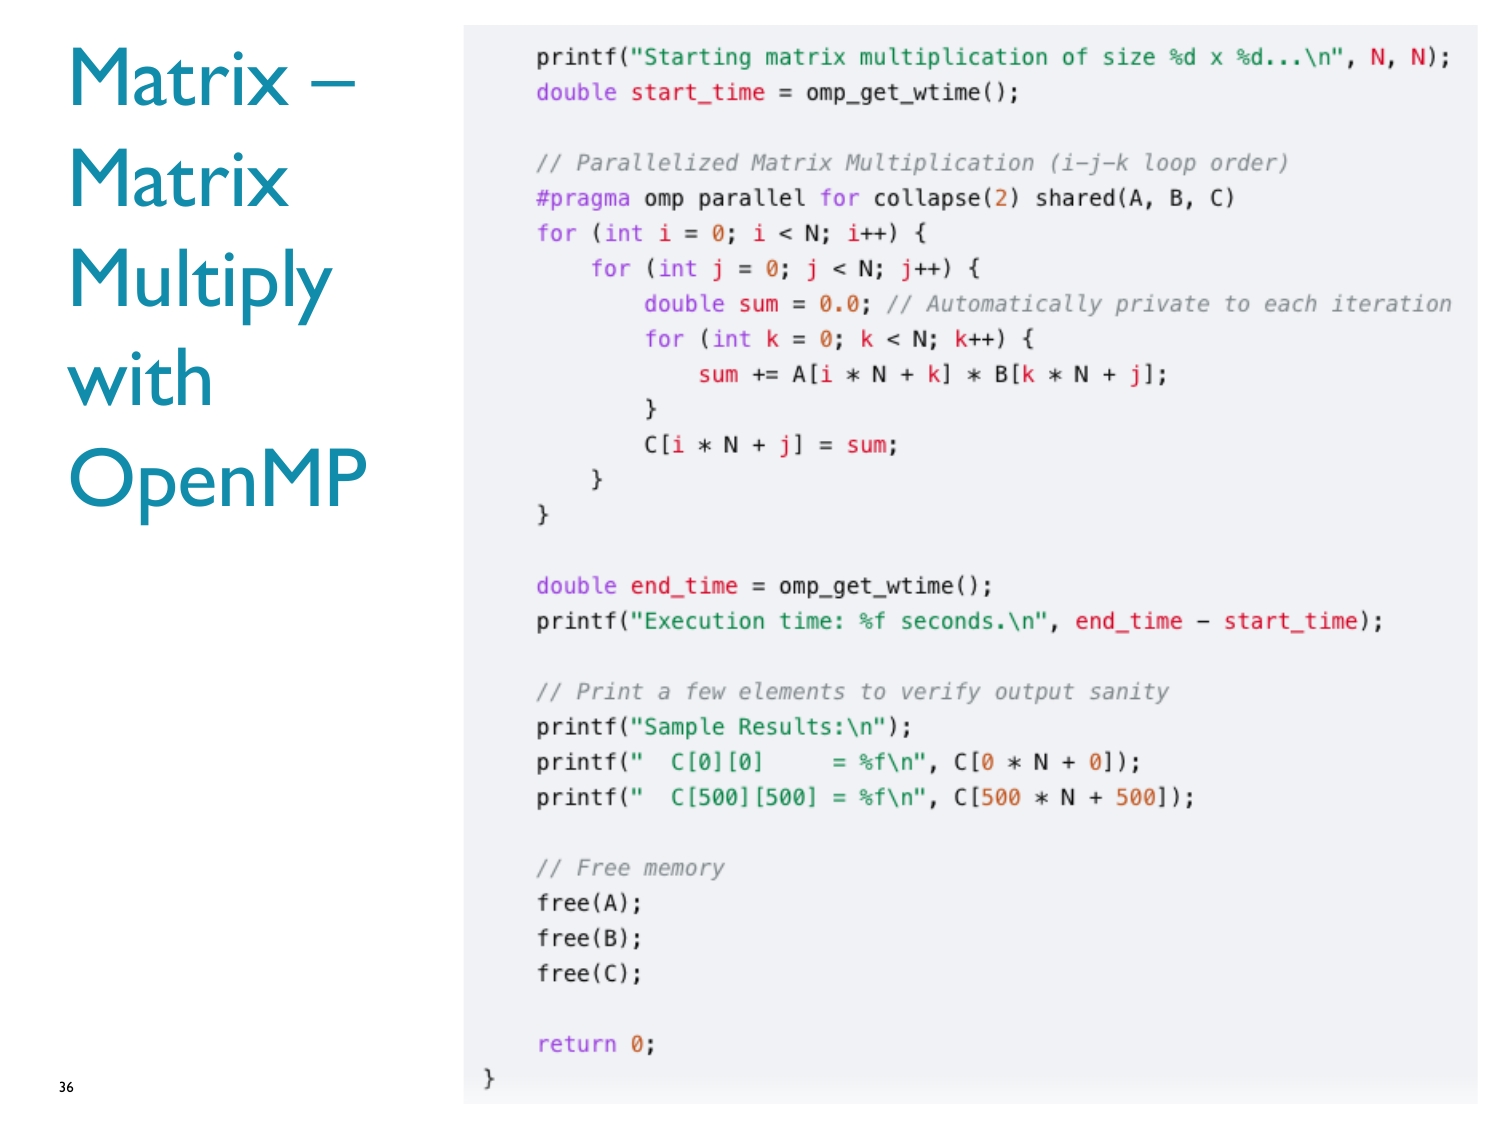 Matrix –
Matrix
Multiply
with
OpenMP
    printf("Starting matrix multiplication of size %d x %d...\n", N, N);
    double start_time = omp_get_wtime();

    // Parallelized Matrix Multiplication (i-j-k loop order)
    #pragma omp parallel for collapse(2) shared(A, B, C)
    for (int i = 0; i < N; i++) {
        for (int j = 0; j < N; j++) {
            double sum = 0.0; // Automatically private to each iteration
            for (int k = 0; k < N; k++) {
                sum += A[i * N + k] * B[k * N + j];
            }
            C[i * N + j] = sum;
        }
    }

    double end_time = omp_get_wtime();
    printf("Execution time: %f seconds.\n", end_time - start_time);

    // Print a few elements to verify output sanity
    printf("Sample Results:\n");
    printf("  C[0][0]     = %f\n", C[0 * N + 0]);
    printf("  C[500][500] = %f\n", C[500 * N + 500]);

    // Free memory
    free(A);
    free(B);
    free(C);

    return 0;
}
36